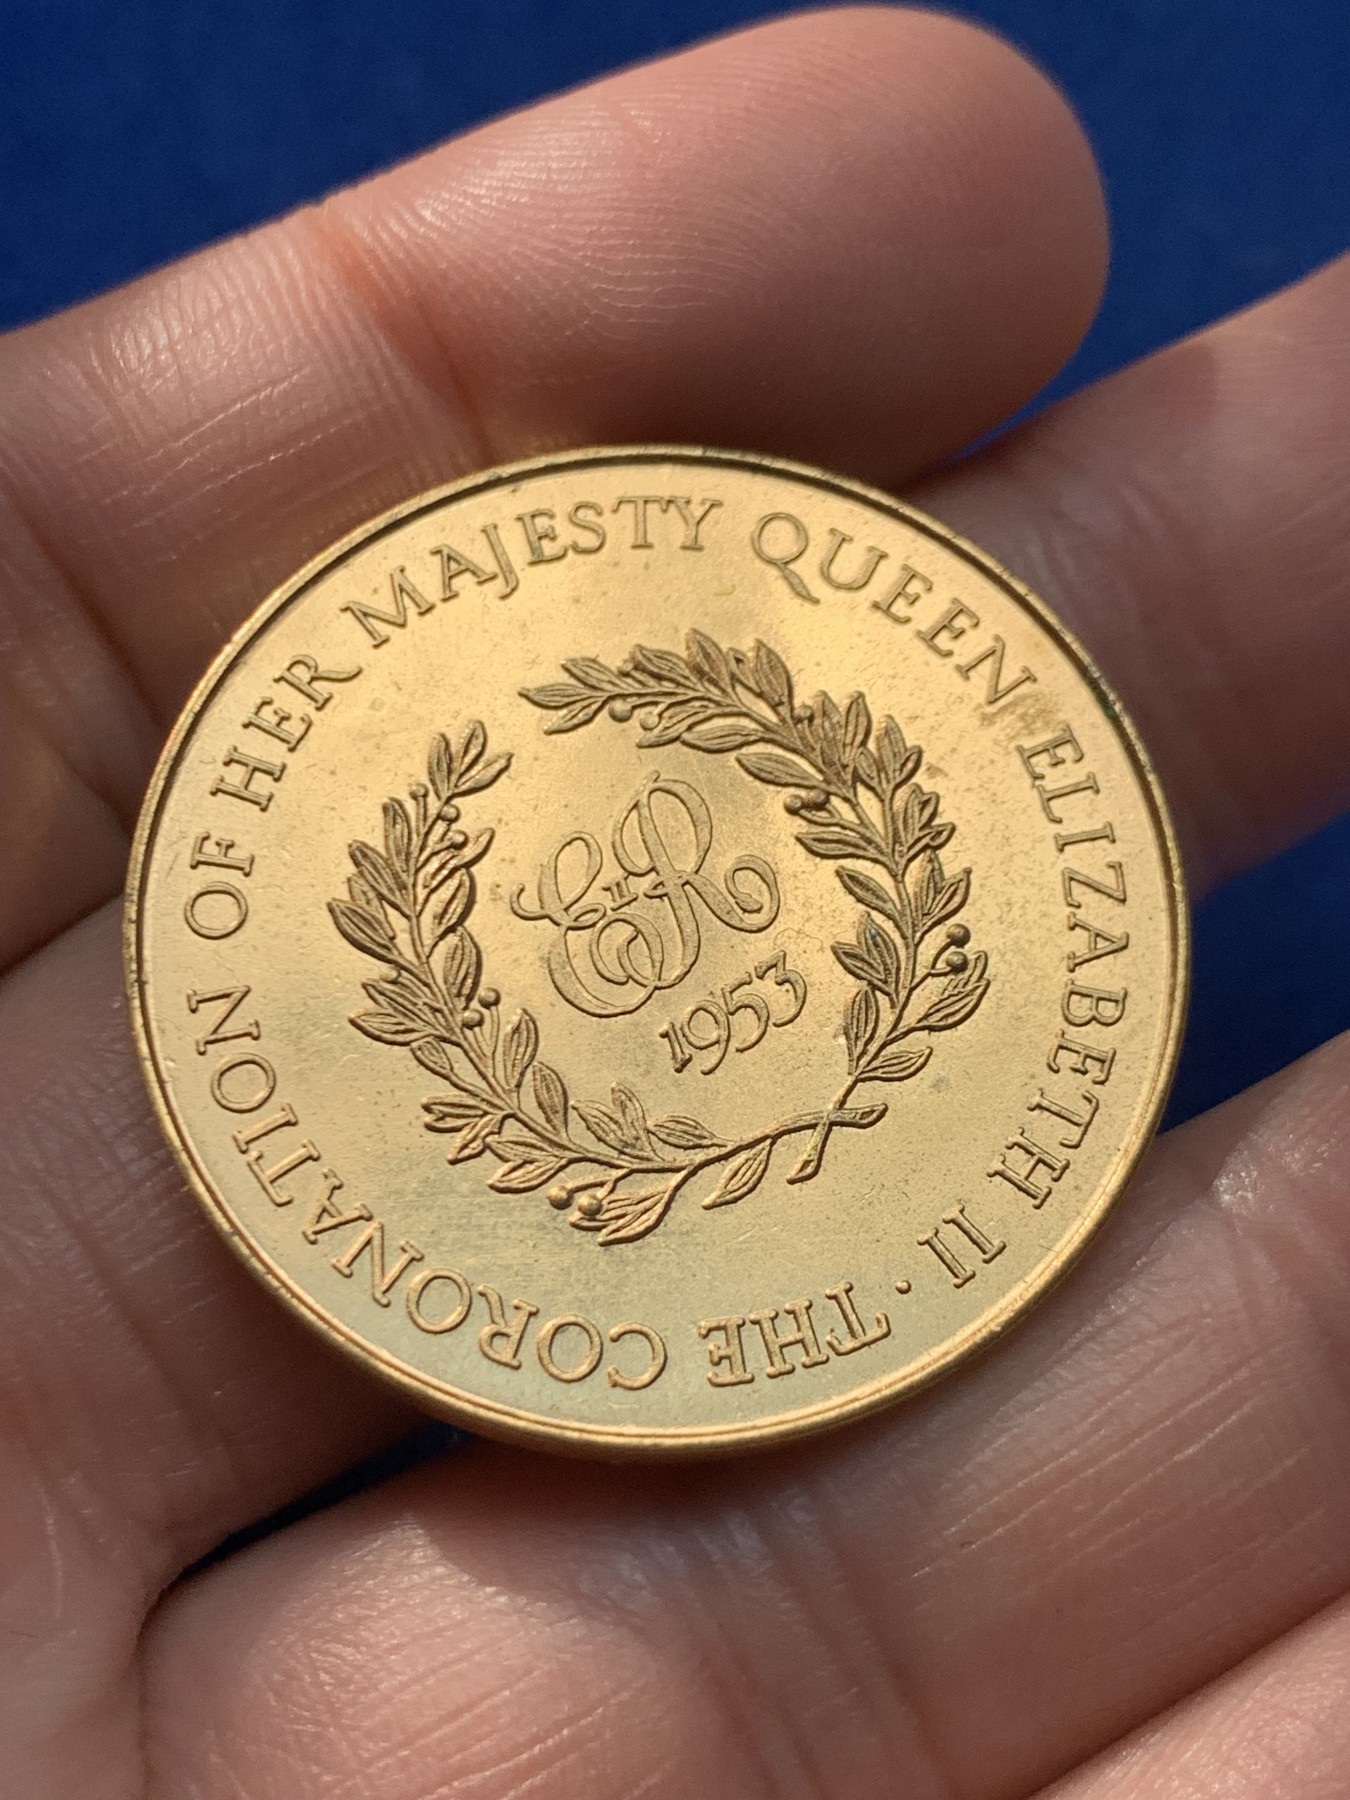 THE CORONATION OF HER MAJESTY QUEEN ELIZABETH II ·
EIIR
1953